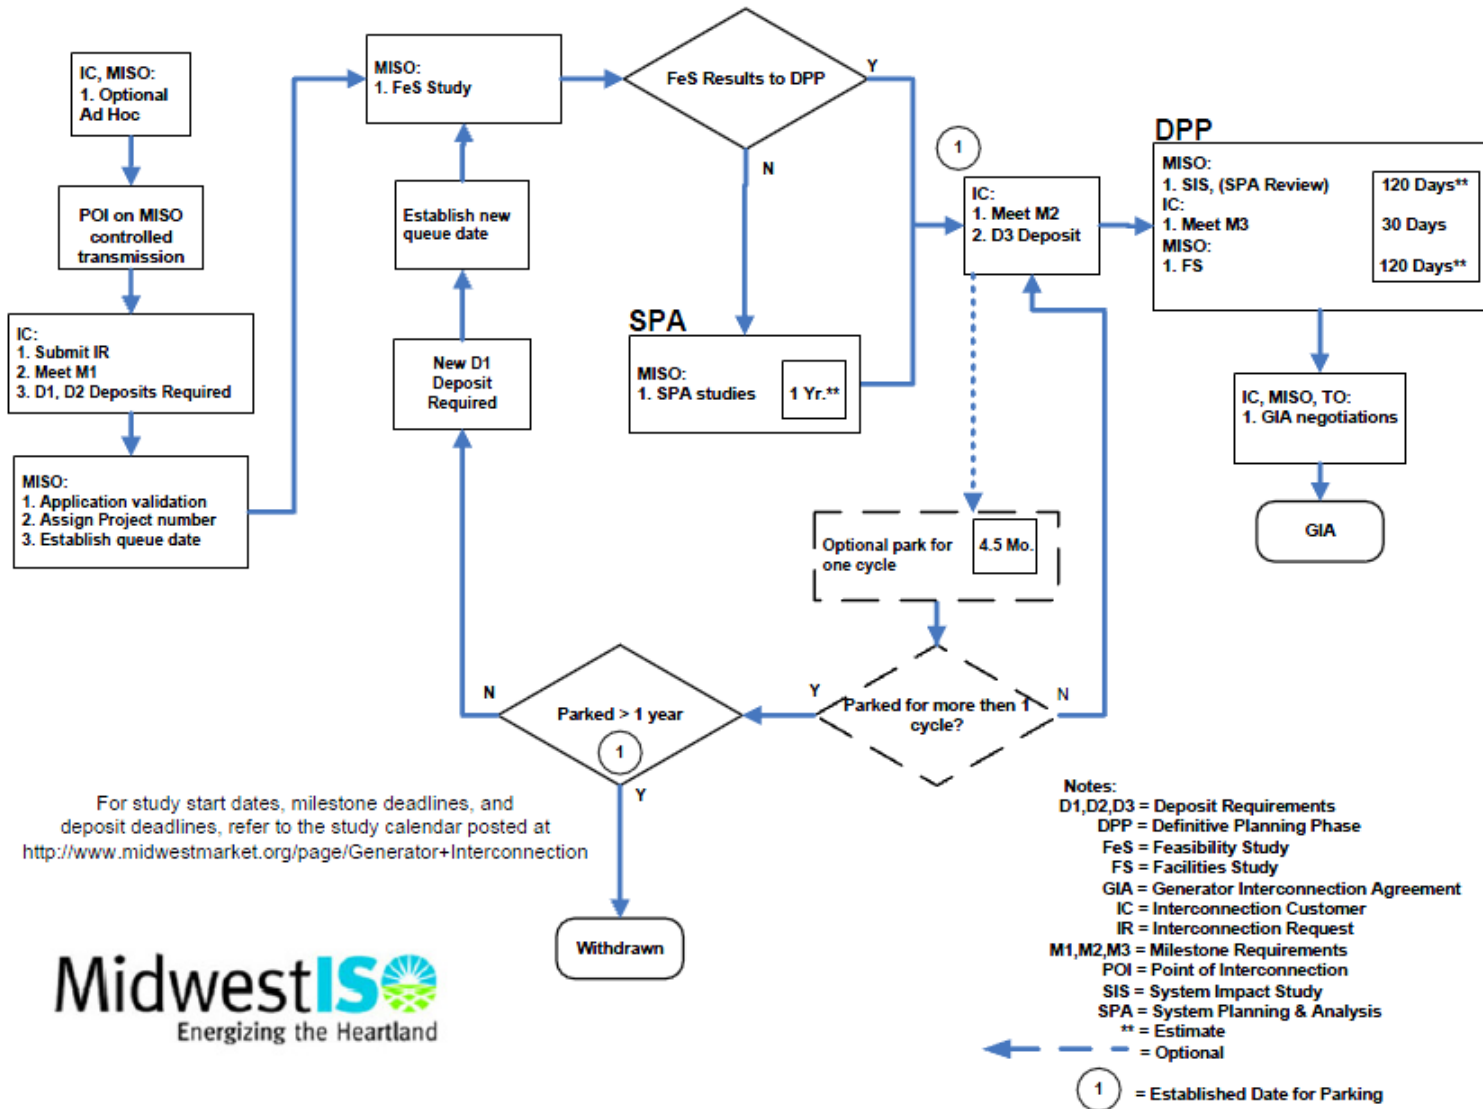 IC, MISO:
1. Optional
Ad Hoc
POI on MISO
controlled
transmission
IC:
1. Submit IR
2. Meet M1
3. D1, D2 Deposits Required
MISO:
1. Application validation
2. Assign Project number
3. Establish queue date
MISO:
1. FeS Study
Establish new
queue date
New D1
Deposit
Required
FeS Results to DPP
Y
N
SPA
MISO:
1. SPA studies
1 Yr.**
1
IC:
1. Meet M2
2. D3 Deposit
DPP
MISO:
1. SIS, (SPA Review)
120 Days**
IC:
1. Meet M3
30 Days
MISO:
1. FS
120 Days**
IC, MISO, TO:
1. GIA negotiations
GIA
Optional park for
one cycle
4.5 Mo.
Parked for more then 1
cycle?
Y
N
Parked > 1 year
1
N
Y
Withdrawn
For study start dates, milestone deadlines, and
deposit deadlines, refer to the study calendar posted at
http://www.midwestmarket.org/page/Generator+Interconnection
MidwestISO
Energizing the Heartland
Notes:
D1,D2,D3 = Deposit Requirements
DPP = Definitive Planning Phase
FeS = Feasibility Study
FS = Facilities Study
GIA = Generator Interconnection Agreement
IC = Interconnection Customer
IR = Interconnection Request
M1,M2,M3 = Milestone Requirements
POI = Point of Interconnection
SIS = System Impact Study
SPA = System Planning & Analysis
** = Estimate
= Optional
1 = Established Date for Parking